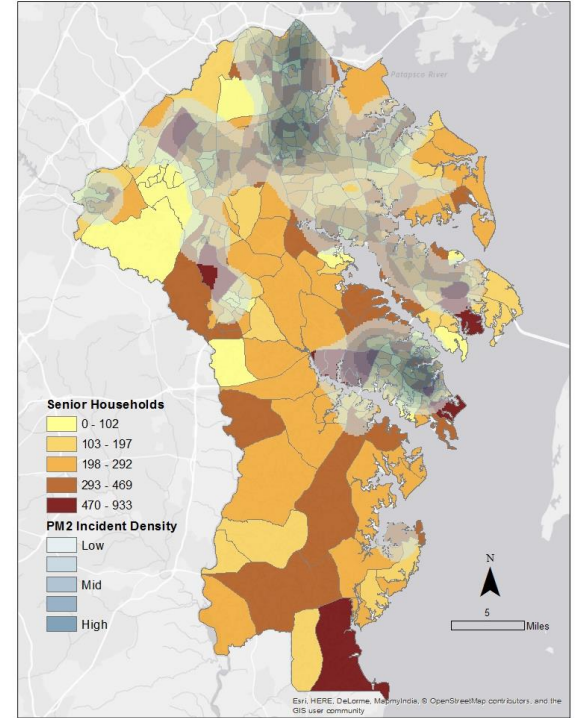 Patapsco River
Senior Households
0 - 102
103 - 197
198 - 292
293 - 469
470 - 933
PM2 Incident Density
Low
Mid
High
N
5
Miles
Esri, HERE, DeLorme, MapmyIndia, © OpenStreetMap contributors, and the
GIS user community